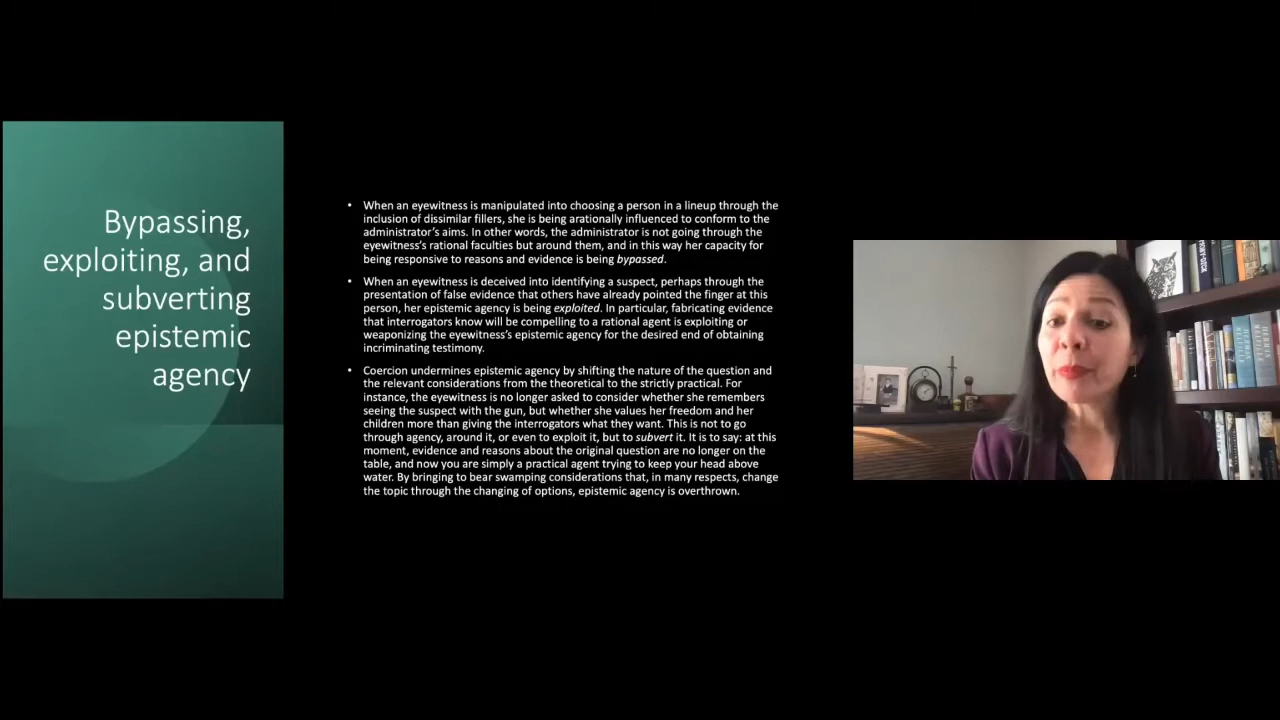 Bypassing,
exploiting, and
subverting
epistemic
agency
• When an eyewitness is manipulated into choosing a person in a lineup through the
inclusion of dissimilar fillers, she is being arationally influenced to conform to the
administrator's aims. In other words, the administrator is not going through the
eyewitness's rational faculties but around them, and in this way her capacity for
being responsive to reasons and evidence is being bypassed.
• When an eyewitness is deceived into identifying a suspect, perhaps through the
presentation of false evidence that others have already pointed the finger at this
person, her epistemic agency is being exploited. In particular, fabricating evidence
that interrogators know will be compelling to a rational agent is exploiting or
weaponizing the eyewitness's epistemic agency for the desired end of obtaining
incriminating testimony.
• Coercion undermines epistemic agency by shifting the nature of the question and
the relevant considerations from the theoretical to the strictly practical. For
instance, the eyewitness is no longer asked to consider whether she remembers
seeing the suspect with the gun, but whether she values her freedom and her
children more than giving the interrogators what they want. This is not to go
through agency, around it, or even to exploit it, but to subvert it. It is to say: at this
moment, evidence and reasons about the original question are no longer on the
table, and now you are simply a practical agent trying to keep your head above
water. By bringing to bear swamping considerations that, in many respects, change
the topic through the changing of options, epistemic agency is overthrown.